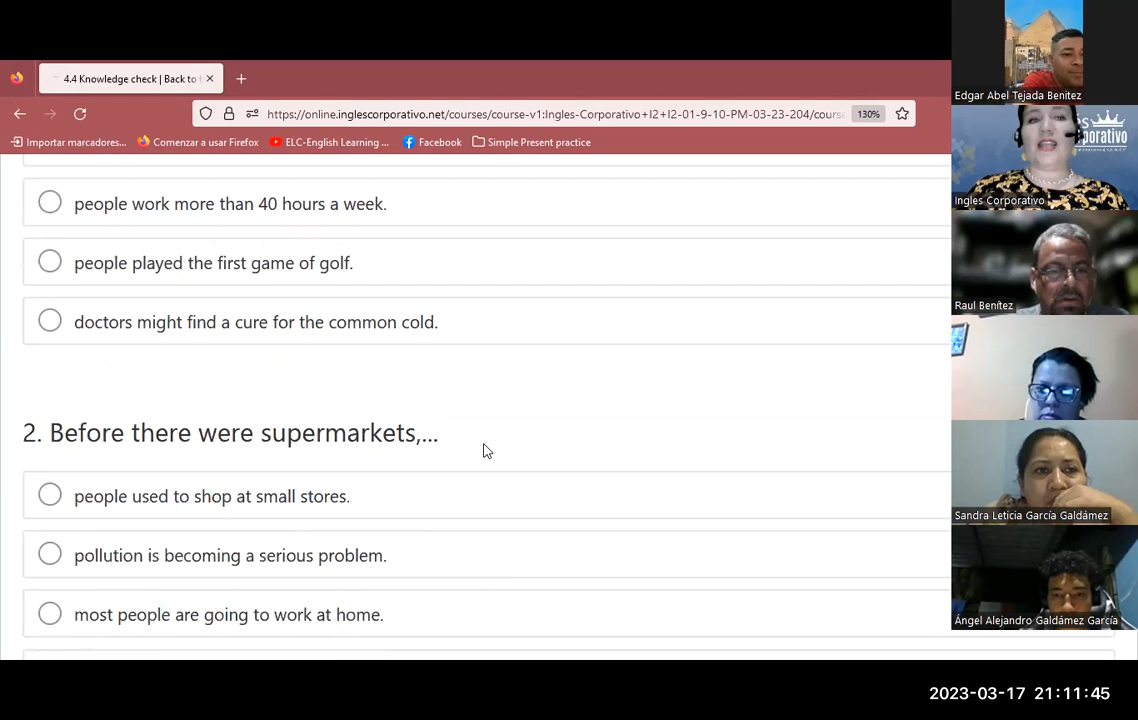 4.4 Knowledge check | Back to
https://online.inglescorporativo.net/courses/course-v1:Ingles-Corporativo+I2+I2-01-9-10-PM-03-23-204/cours
130%
Importar marcadores...
Comenzar a usar Firefox
ELC-English Learning ...
Facebook
Simple Present practice
people work more than 40 hours a week.
people played the first game of golf.
doctors might find a cure for the common cold.
2. Before there were supermarkets,...
people used to shop at small stores.
pollution is becoming a serious problem.
most people are going to work at home.
Edgar Abel Tejada Benitez
Ingles Corporativo
Raul Benítez
Sandra Leticia García Galdámez
Ángel Alejandro Galdámez García
2023-03-17 21:11:45